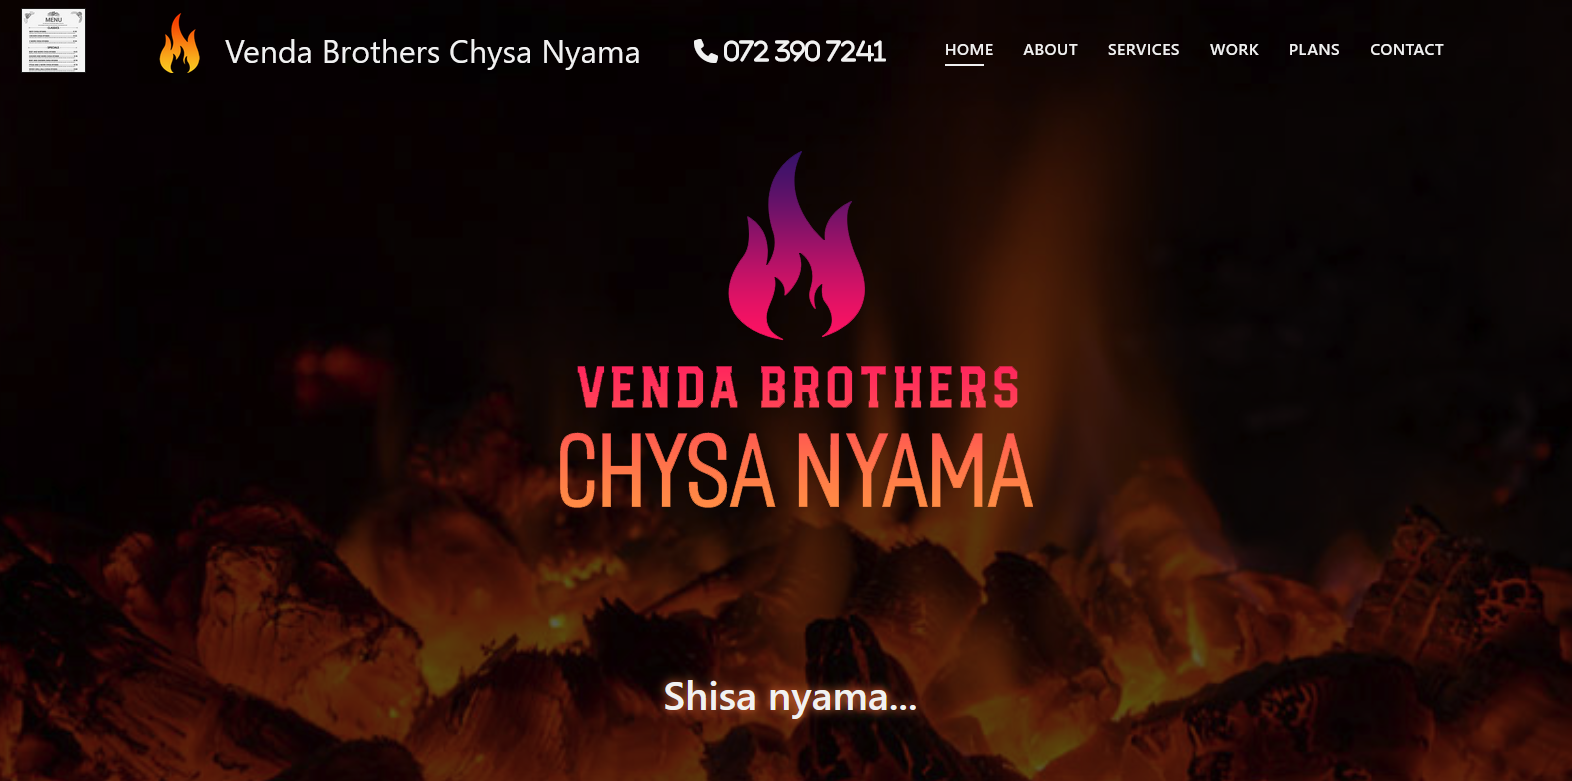 MENU
Venda Brothers Chysa Nyama
072 390 7241
HOME ABOUT SERVICES WORK PLANS CONTACT
VENDA BROTHERS
CHYSA NYAMA
Shisa nyama...